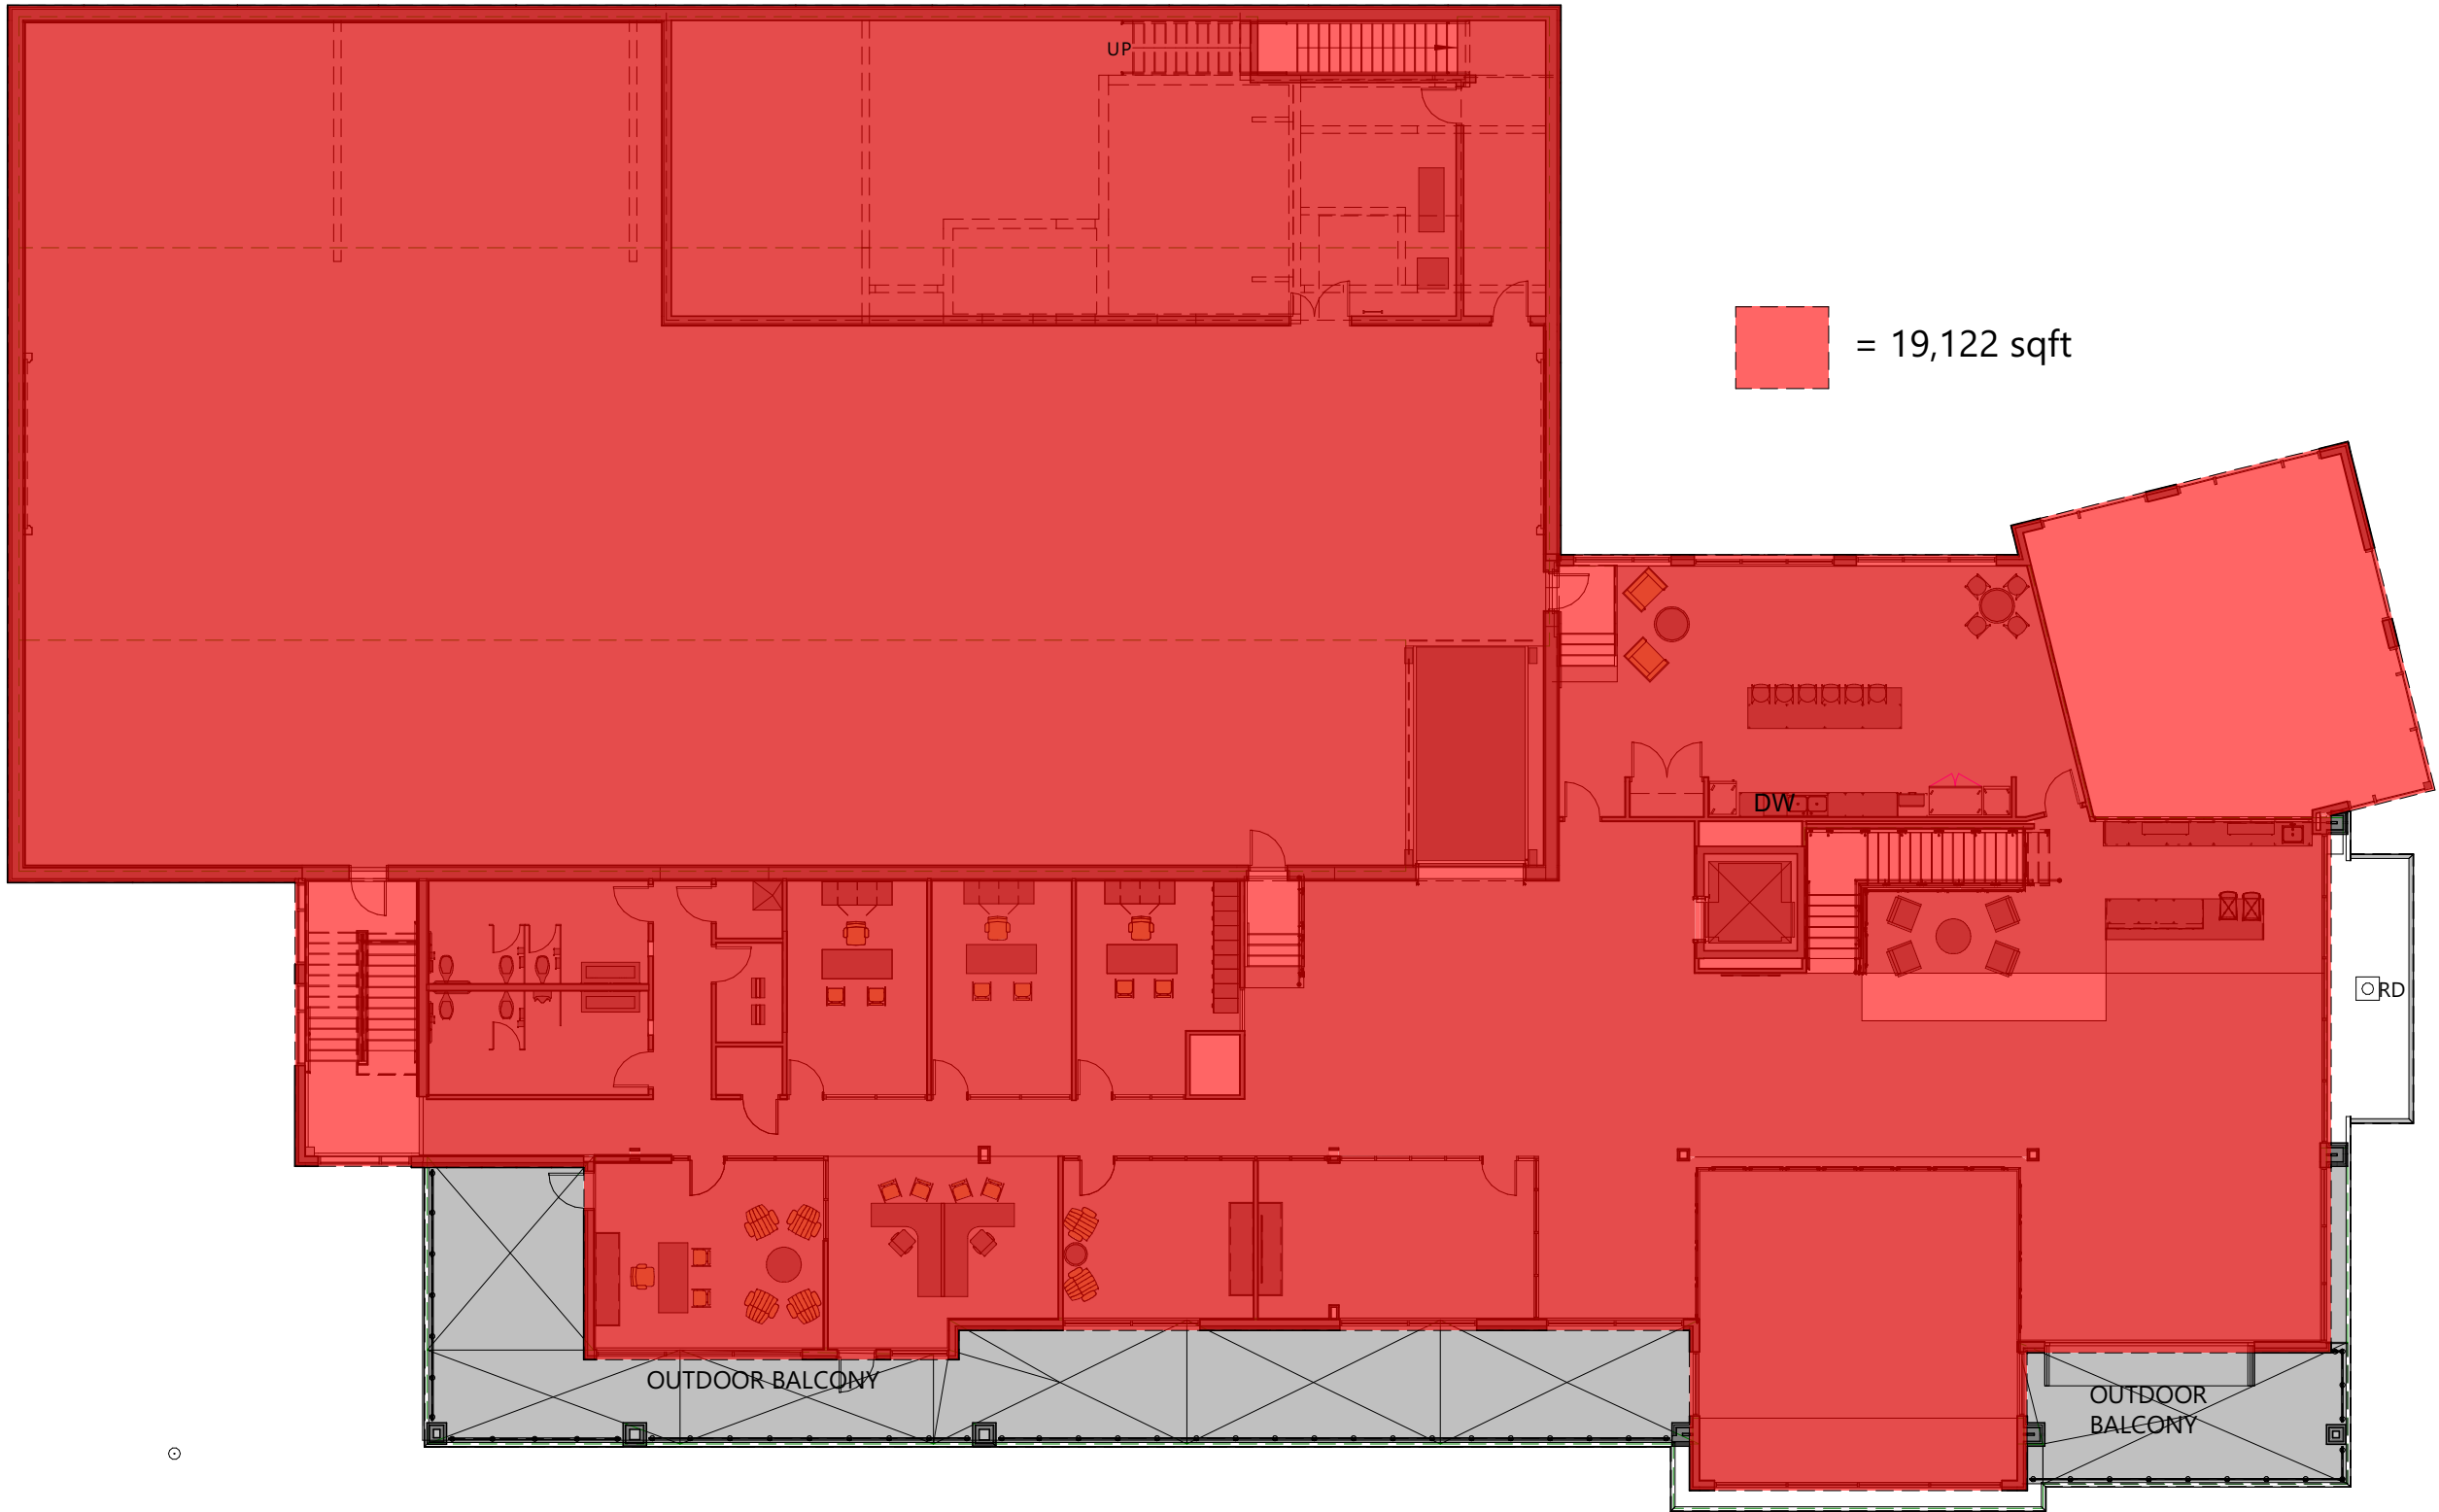 UP
= 19,122 sqft
DW
RD
OUTDOOR BALCONY
OUTDOOR
BALCONY